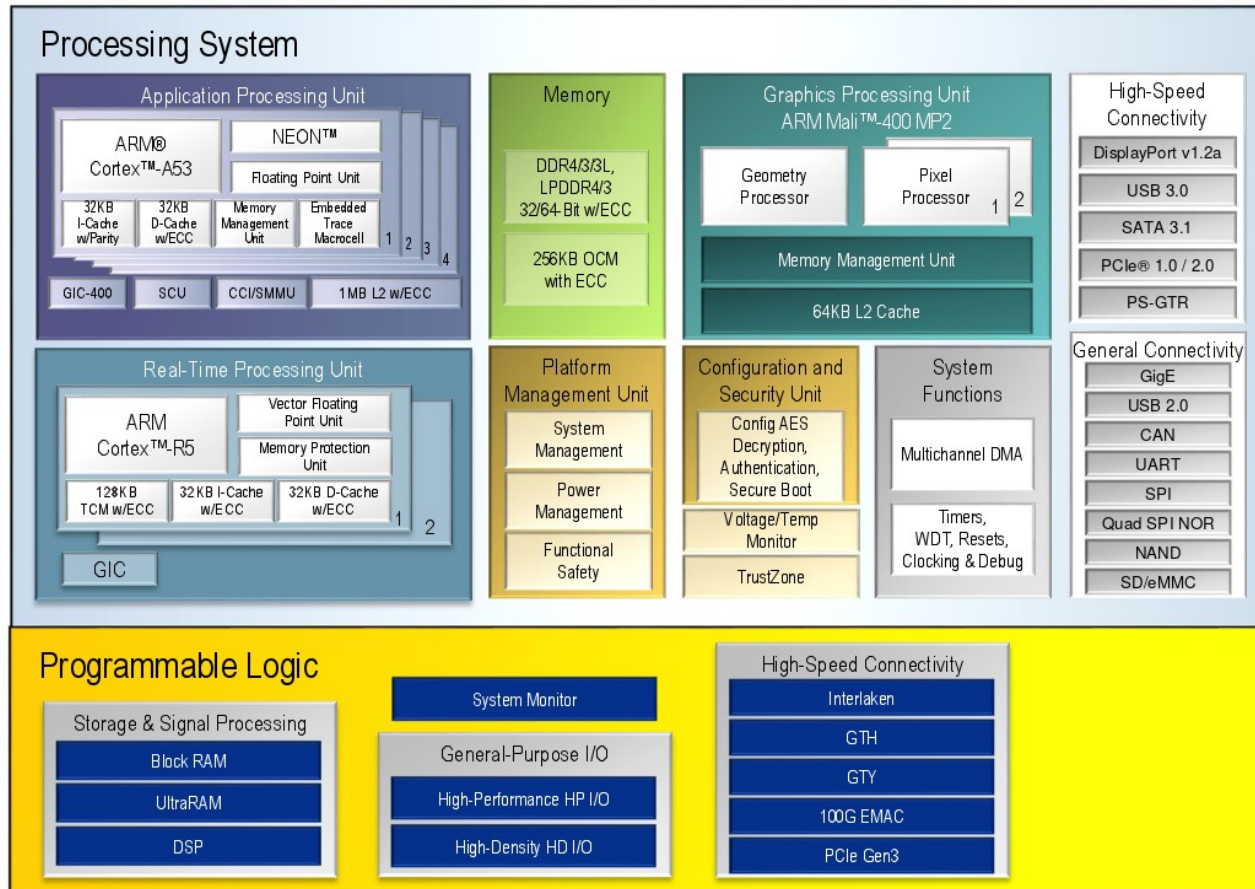 Processing System
Application Processing Unit
ARM®
Cortex™-A53
NEON™
Floating Point Unit
32KB
I-Cache
w/Parity
32KB
D-Cache
w/ECC
Memory
Management
Unit
Embedded
Trace
Macrocell
1
2
3
4
GIC-400
SCU
CCI/SMMU
1MB L2 w/ECC
Memory
DDR4/3/3L,
LPDDR4/3
32/64-Bit w/ECC
256KB OCM
with ECC
Graphics Processing Unit
ARM Mali™-400 MP2
Geometry
Processor
Pixel
Processor
1
2
Memory Management Unit
64KB L2 Cache
High-Speed
Connectivity
DisplayPort v1.2a
USB 3.0
SATA 3.1
PCIe® 1.0 / 2.0
PS-GTR
Real-Time Processing Unit
ARM
Cortex™-R5
Vector Floating
Point Unit
Memory Protection
Unit
128KB
TCM w/ECC
32KB I-Cache
w/ECC
32KB D-Cache
w/ECC
1
2
GIC
Platform
Management Unit
System
Management
Power
Management
Functional
Safety
Configuration and
Security Unit
Config AES
Decryption,
Authentication,
Secure Boot
Voltage/Temp
Monitor
TrustZone
System
Functions
Multichannel DMA
Timers,
WDT, Resets,
Clocking & Debug
General Connectivity
GigE
USB 2.0
CAN
UART
SPI
Quad SPI NOR
NAND
SD/eMMC
Programmable Logic
Storage & Signal Processing
Block RAM
UltraRAM
DSP
System Monitor
General-Purpose I/O
High-Performance HP I/O
High-Density HD I/O
High-Speed Connectivity
Interlaken
GTH
GTY
100G EMAC
PCIe Gen3